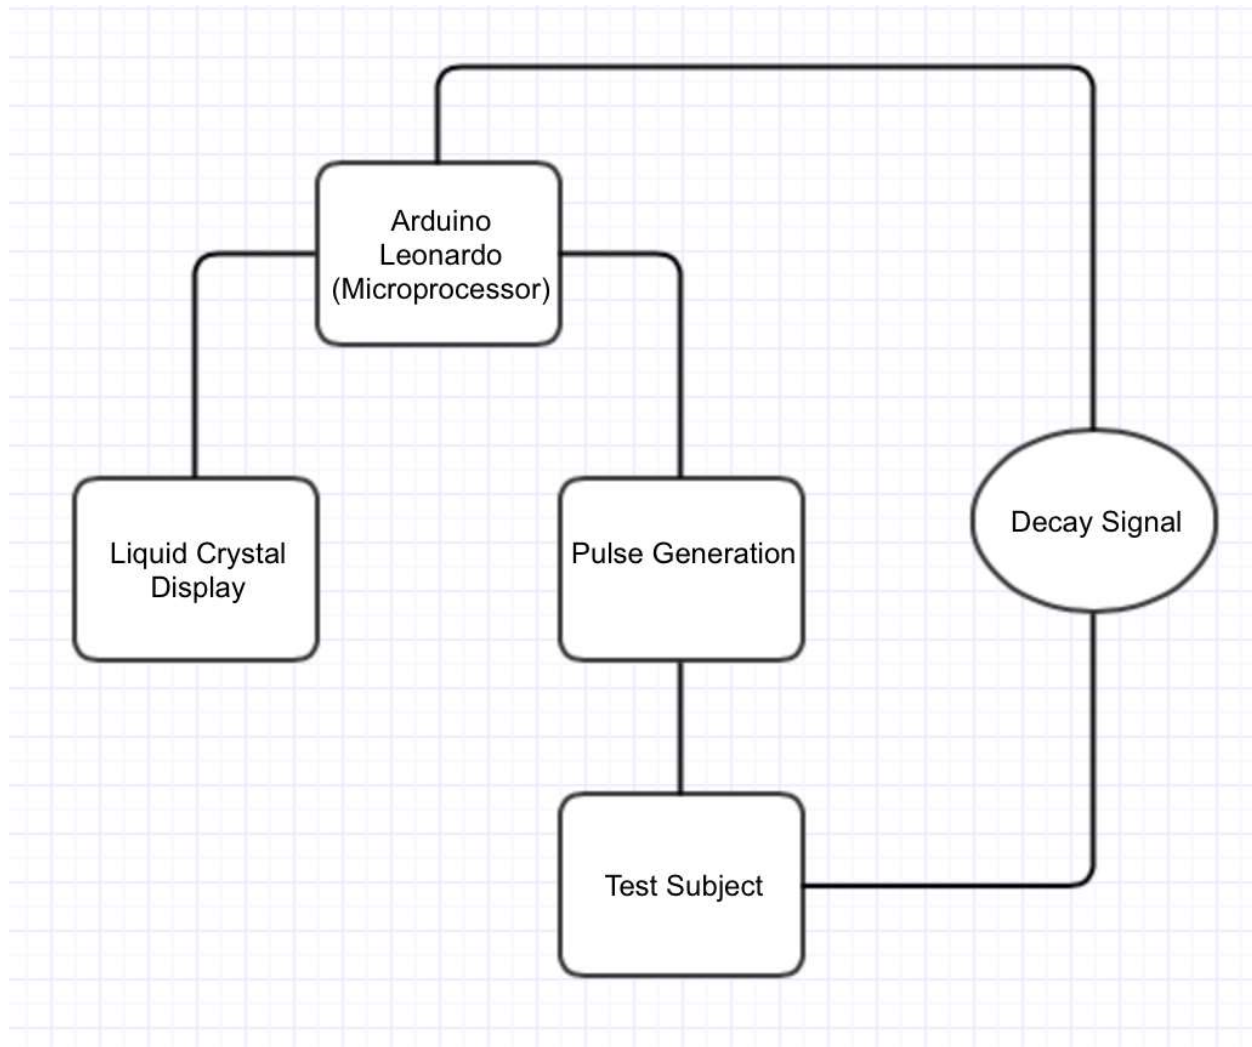 Arduino
Leonardo
(Microprocessor)
Decay Signal
Liquid Crystal
Display
Pulse Generation
Test Subject